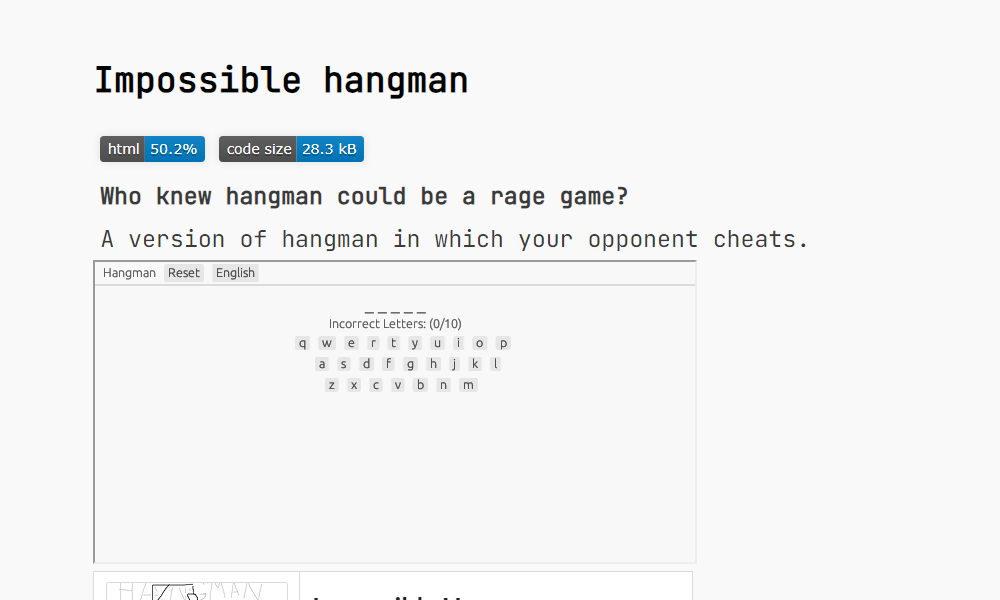 Impossible hangman
html 50.2% code size 28.3 kB
Who knew hangman could be a rage game?
A version of hangman in which your opponent cheats.
Hangman Reset English
_ _ _ _ _
Incorrect Letters: (0/10)
q w e r t y u i o p
a s d f g h j k l
z x c v b n m
HANGMAN